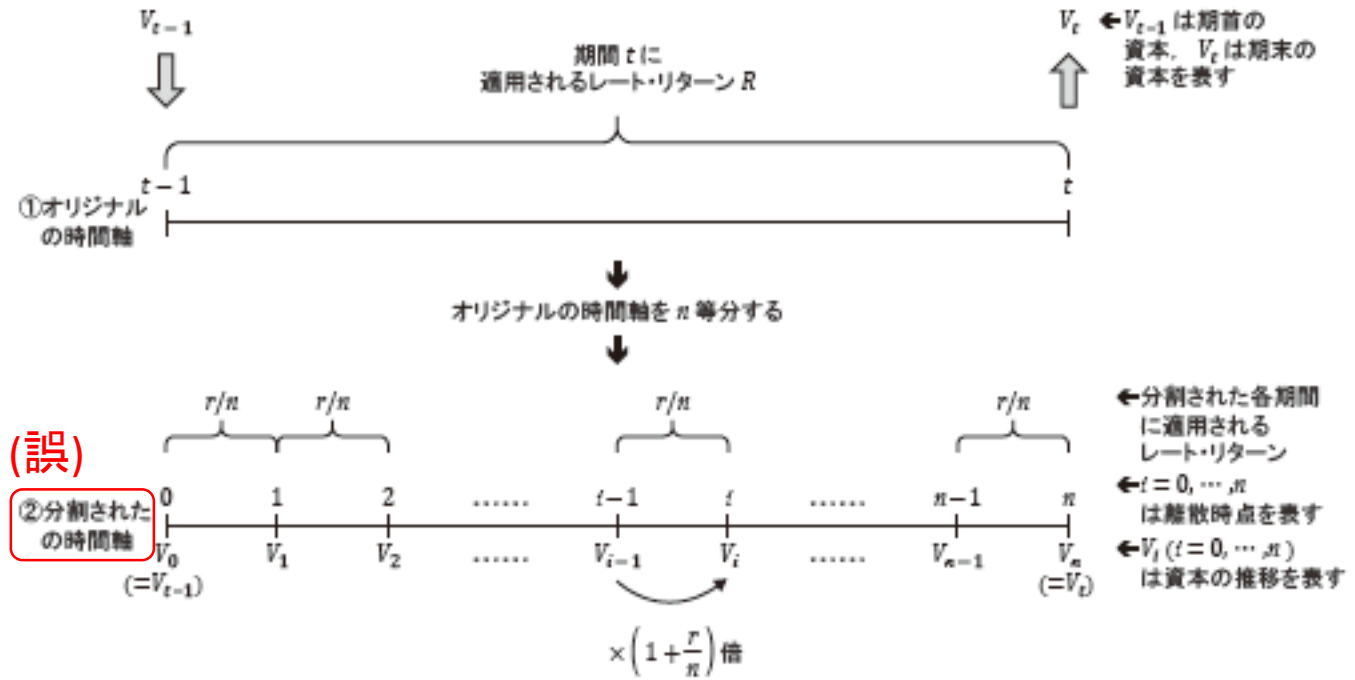 V_{t-1}
V_t ←V_{t-1} は期首の
資本, V_t は期末の
資本を表す
期間 t に
適用されるレート・リターン R
t-1
t
①オリジナル
の時間軸
オリジナルの時間軸を n 等分する
r/n r/n r/n r/n
←分割された各期間
に適用される
レート・リターン
(誤)
②分割された
の時間軸
0 1 2 …… i-1 i …… n-1 n
←i = 0, … ,n
は離散時点を表す
V_0 V_1 V_2 …… V_{i-1} V_i …… V_{n-1} V_n
(=V_{t-1}) (=V_t)
←V_i (i = 0, … ,n )
は資本の推移を表す
×(1+r/n)倍